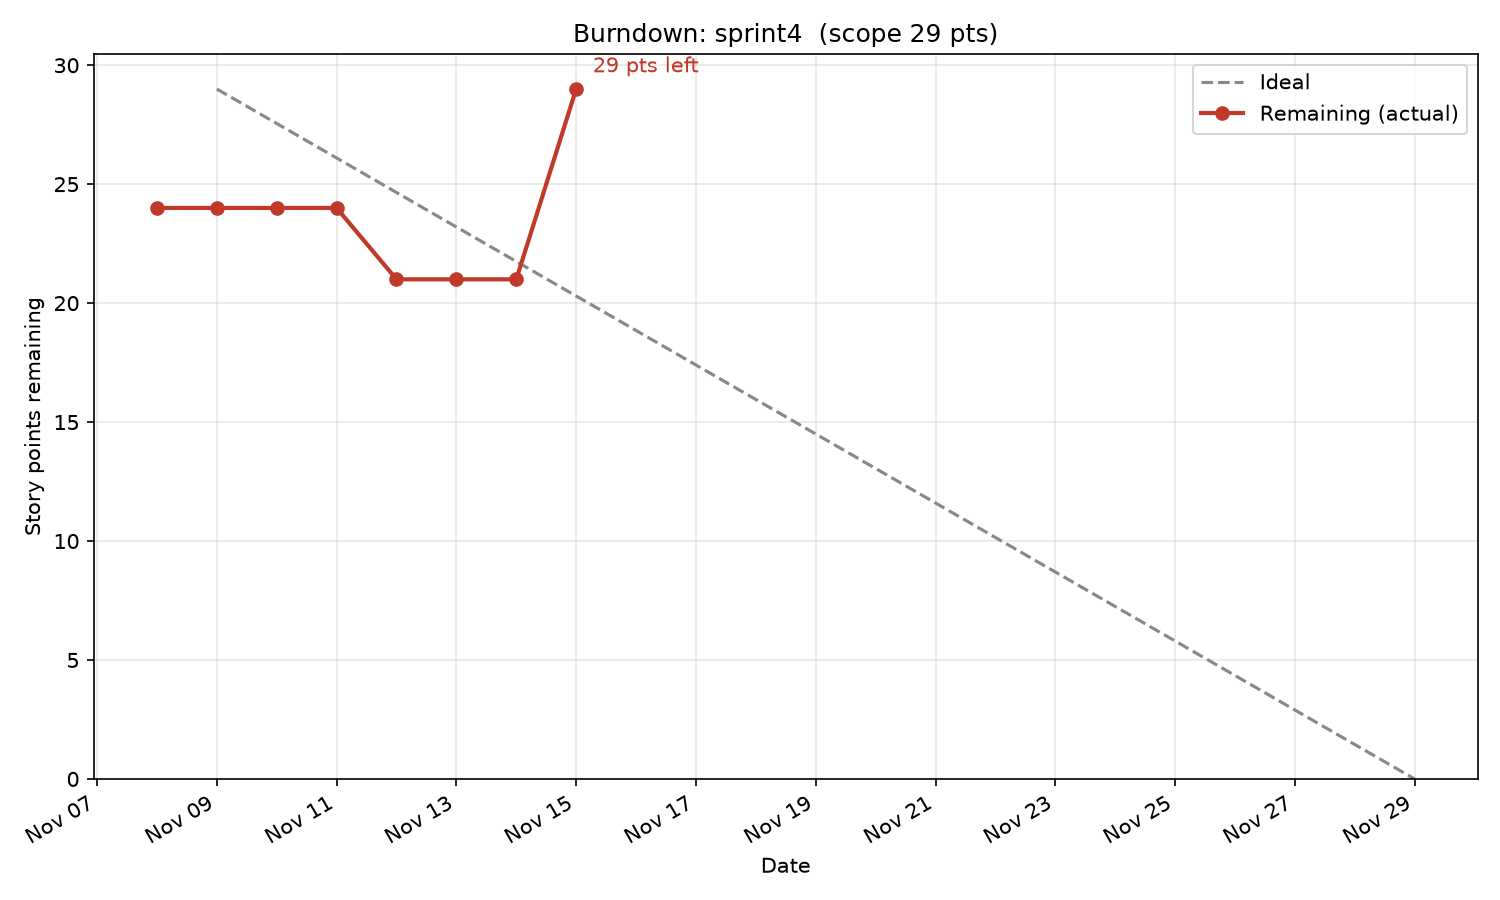 Burndown: sprint4  (scope 29 pts)
29 pts left
Ideal
Remaining (actual)
Story points remaining
30
25
20
15
10
5
0
Nov 07
Nov 09
Nov 11
Nov 13
Nov 15
Nov 17
Nov 19
Nov 21
Nov 23
Nov 25
Nov 27
Nov 29
Date